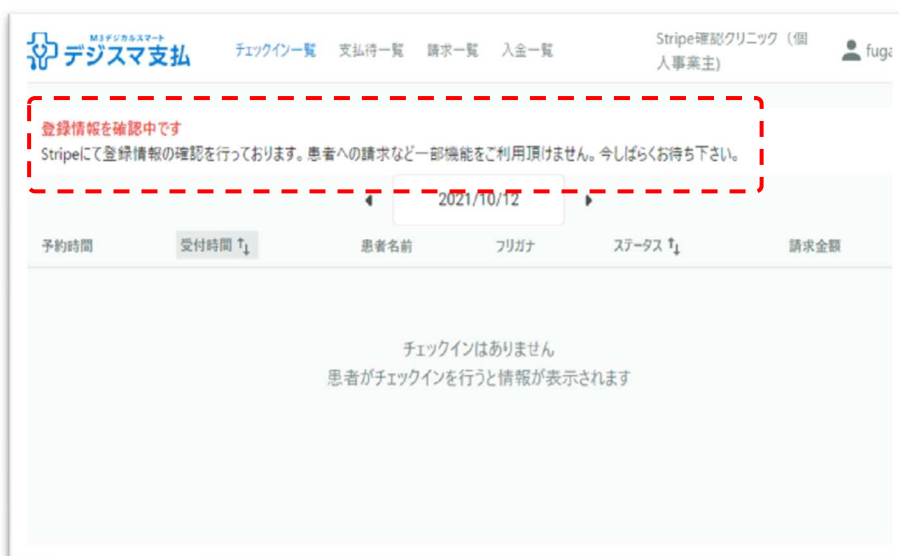 M3デジカルスマート
デジスマ支払
チェックイン一覧 支払待一覧 請求一覧 入金一覧
Stripe確認クリニック（個
人事業主)
fuga
登録情報を確認中です
Stripeにて登録情報の確認を行っております。患者への請求など一部機能をご利用頂けません。今しばらくお待ち下さい。
2021/10/12
予約時間 受付時間 ↑↓ 患者名前 フリガナ ステータス ↑↓ 請求金額
チェックインはありません
患者がチェックインを行うと情報が表示されます